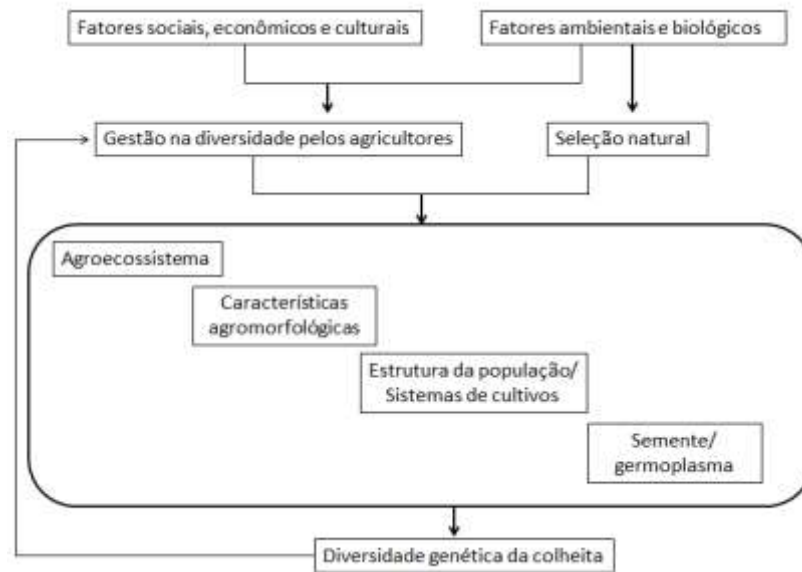 Fatores sociais, econômicos e culturais
Fatores ambientais e biológicos
Gestão na diversidade pelos agricultores
Seleção natural
Agroecossistema
Características
agromorfológicas
Estrutura da população/
Sistemas de cultivos
Semente/
germoplasma
Diversidade genética da colheita